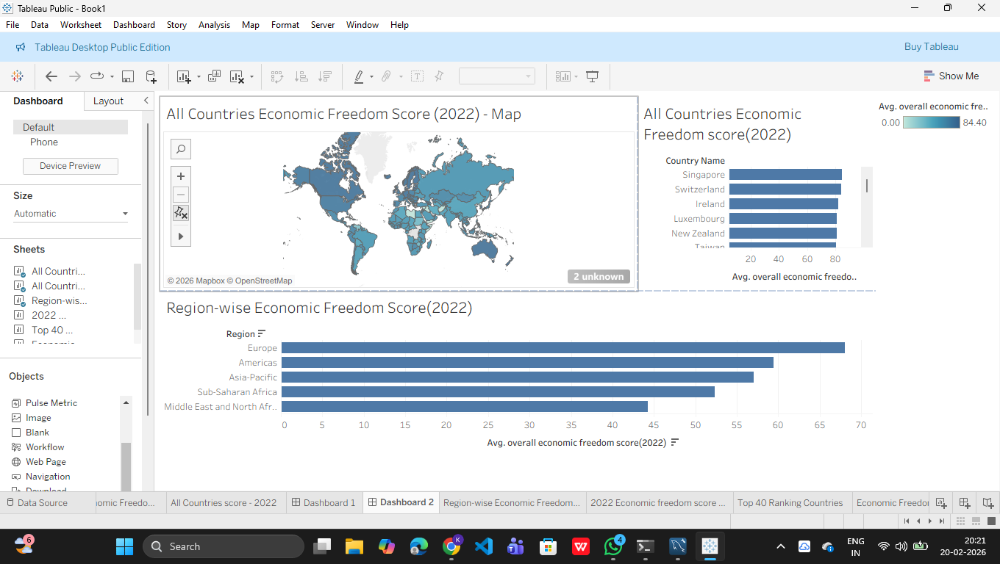 Tableau Public - Book1
File Data Worksheet Dashboard Story Analysis Map Format Server Window Help
Tableau Desktop Public Edition
Buy Tableau
Show Me
Dashboard
Layout
Default
Phone
Device Preview
Size
Automatic
Sheets
All Countri...
All Countri...
Region-wis...
2022 ...
Top 40 ...
Economic
Objects
Pulse Metric
Image
Blank
Workflow
Web Page
Navigation
Download
All Countries Economic Freedom Score (2022) - Map
© 2026 Mapbox © OpenStreetMap
2 unknown
All Countries Economic
Freedom score(2022)
Country Name
Singapore
Switzerland
Ireland
Luxembourg
New Zealand
Taiwan
20 40 60 80
Avg. overall economic freedo..
Avg. overall economic fre..
0.00 84.40
Region-wise Economic Freedom Score(2022)
Region
Europe
Americas
Asia-Pacific
Sub-Saharan Africa
Middle East and North Afr..
0 5 10 15 20 25 30 35 40 45 50 55 60 65 70
Avg. overall economic freedom score(2022)
Data Source
omic Freedo...
All Countries score - 2022
Dashboard 1
Dashboard 2
Region-wise Economic Freedom...
2022 Economic freedom score ...
Top 40 Ranking Countries
Economic Freedo
6
Search
K
4
ENG
IN
20:21
20-02-2026